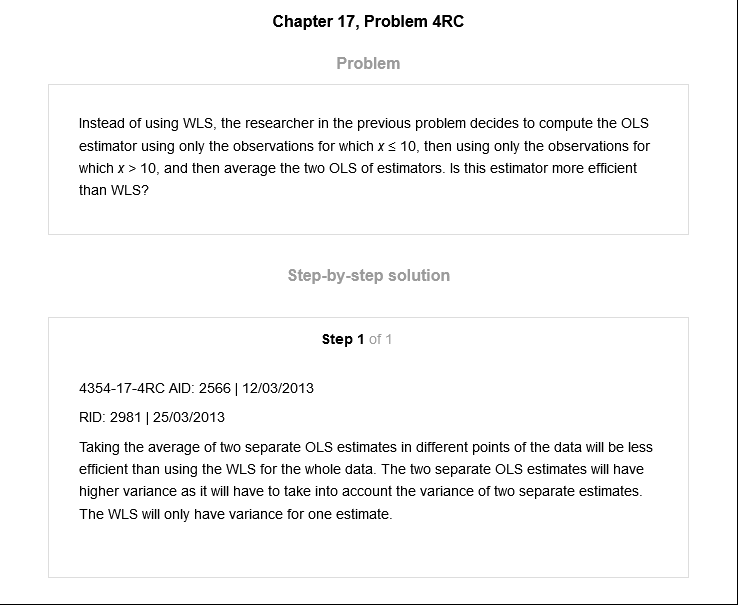 Chapter 17, Problem 4RC
Problem
Instead of using WLS, the researcher in the previous problem decides to compute the OLS
estimator using only the observations for which x ≤ 10, then using only the observations for
which x > 10, and then average the two OLS of estimators. Is this estimator more efficient
than WLS?
Step-by-step solution
Step 1 of 1
4354-17-4RC AID: 2566 | 12/03/2013
RID: 2981 | 25/03/2013
Taking the average of two separate OLS estimates in different points of the data will be less
efficient than using the WLS for the whole data. The two separate OLS estimates will have
higher variance as it will have to take into account the variance of two separate estimates.
The WLS will only have variance for one estimate.